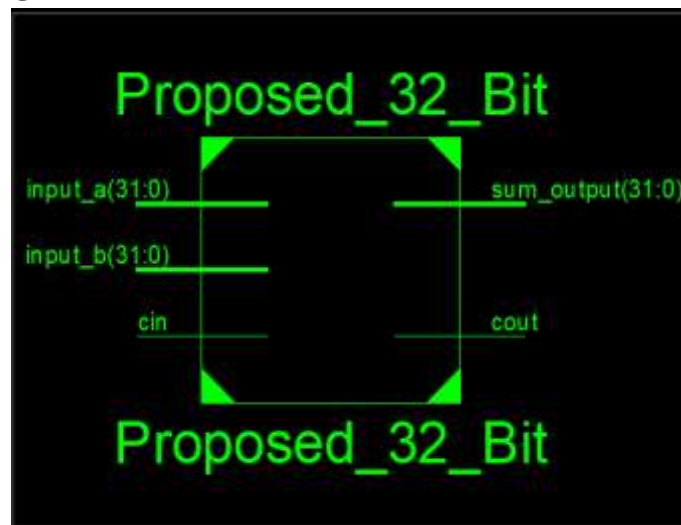 Proposed_32_Bit
input_a(31:0)
sum_output(31:0)
input_b(31:0)
cin
cout
Proposed_32_Bit